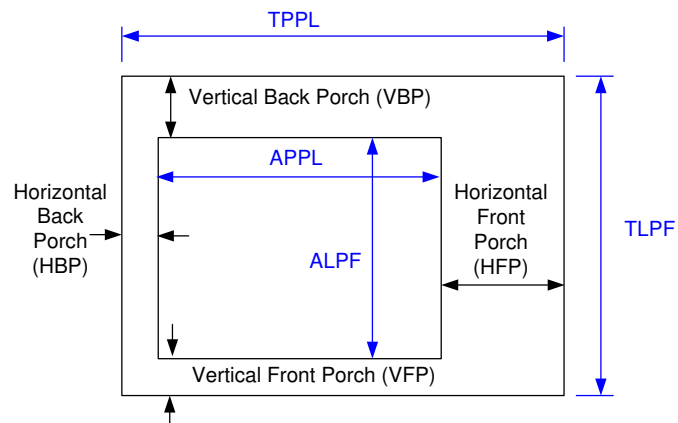 TPPL
Vertical Back Porch (VBP)
APPL
Horizontal
Back
Porch
(HBP)
Horizontal
Front
Porch
(HFP)
TLPF
ALPF
Vertical Front Porch (VFP)